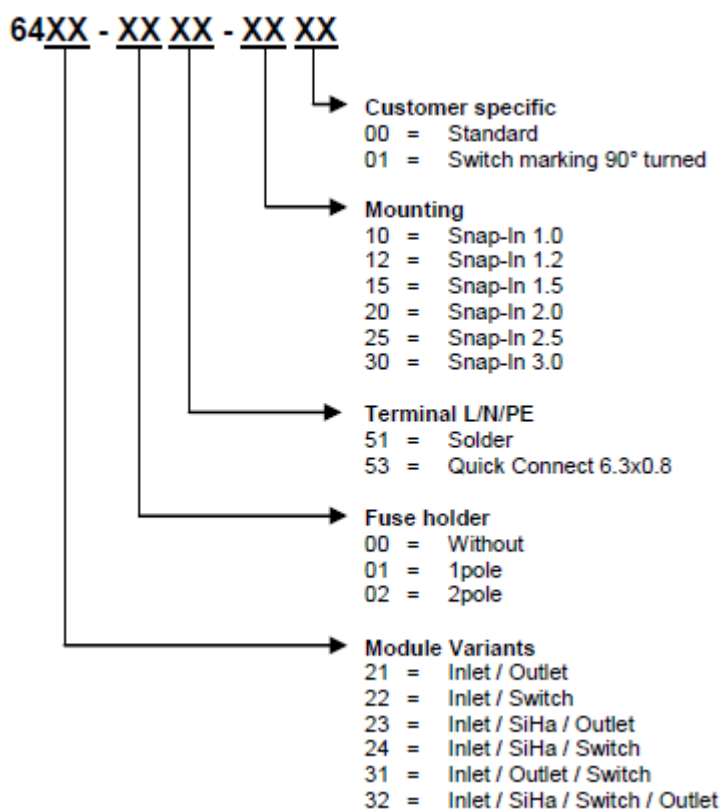 64XX - XX XX - XX XX
Customer specific
00 = Standard
01 = Switch marking 90° turned
Mounting
10 = Snap-In 1.0
12 = Snap-In 1.2
15 = Snap-In 1.5
20 = Snap-In 2.0
25 = Snap-In 2.5
30 = Snap-In 3.0
Terminal L/N/PE
51 = Solder
53 = Quick Connect 6.3x0.8
Fuse holder
00 = Without
01 = 1pole
02 = 2pole
Module Variants
21 = Inlet / Outlet
22 = Inlet / Switch
23 = Inlet / SiHa / Outlet
24 = Inlet / SiHa / Switch
31 = Inlet / Outlet / Switch
32 = Inlet / SiHa / Switch / Outlet